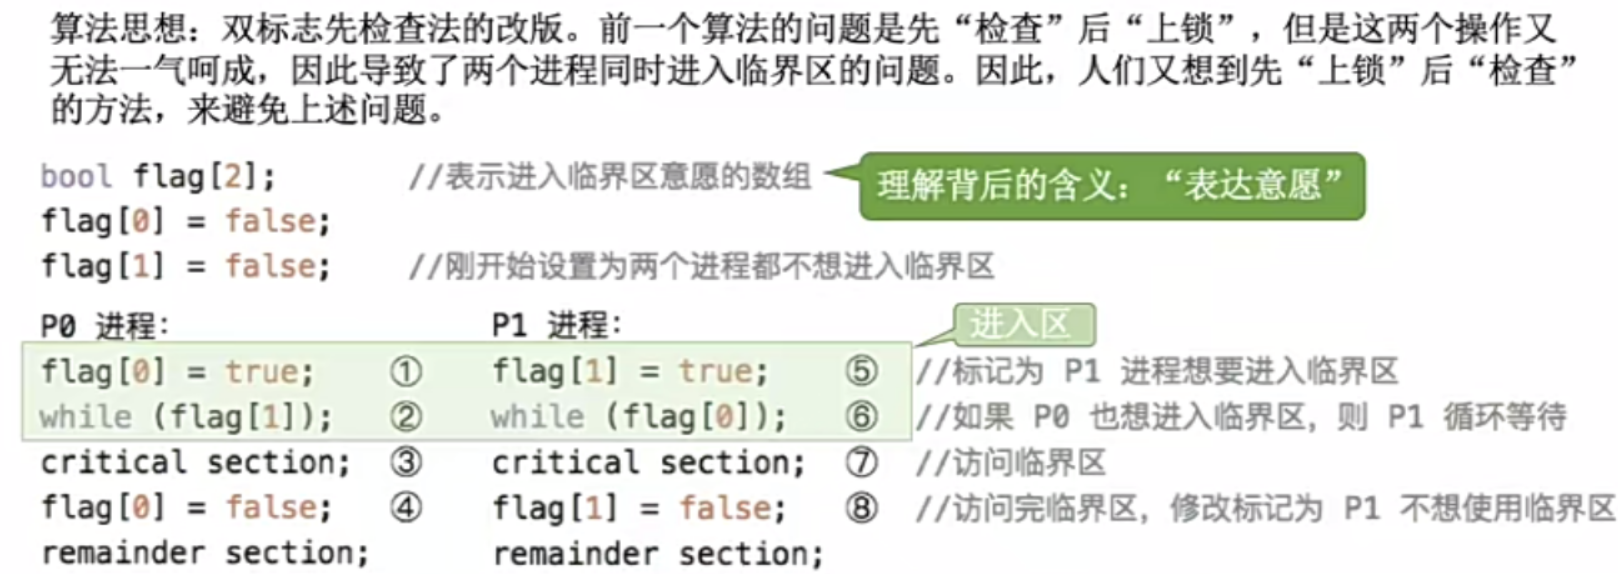 算法思想：双标志先检查法的改版。前一个算法的问题是先“检查”后“上锁”，但是这两个操作又
无法一气呵成，因此导致了两个进程同时进入临界区的问题。因此，人们又想到先“上锁”后“检查”
的方法，来避免上述问题。
bool flag[2]; //表示进入临界区意愿的数组 理解背后的含义：“表达意愿”
flag[0] = false;
flag[1] = false; //刚开始设置为两个进程都不想进入临界区
P0 进程： P1 进程： 进入区
flag[0] = true; ① flag[1] = true; ⑤ //标记为 P1 进程想要进入临界区
while (flag[1]); ② while (flag[0]); ⑥ //如果 P0 也想进入临界区，则 P1 循环等待
critical section; ③ critical section; ⑦ //访问临界区
flag[0] = false; ④ flag[1] = false; ⑧ //访问完临界区，修改标记为 P1 不想使用临界区
remainder section; remainder section;